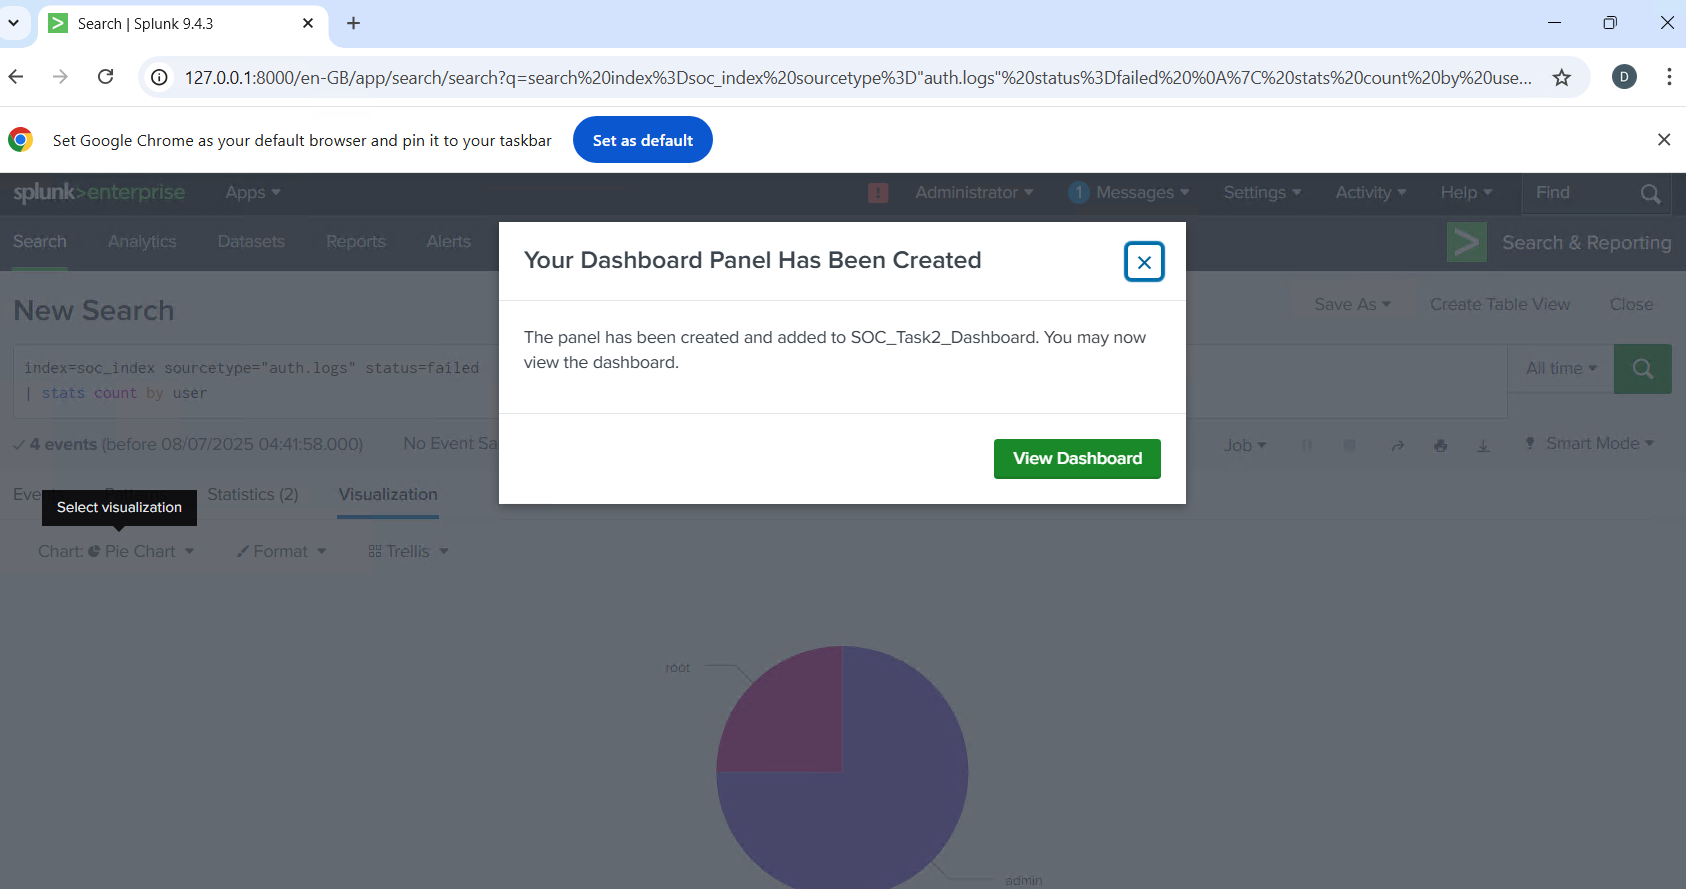 Search | Splunk 9.4.3
127.0.0.1:8000/en-GB/app/search/search?q=search%20index%3Dsoc_index%20sourcetype%3D"auth.logs"%20status%3Dfailed%20%0A%7C%20stats%20count%20by%20use...
D
Set Google Chrome as your default browser and pin it to your taskbar
Set as default
splunk>enterprise
Apps
!
Administrator
1 Messages
Settings
Activity
Help
Find
Search
Analytics
Datasets
Reports
Alerts
Search & Reporting
Your Dashboard Panel Has Been Created
The panel has been created and added to SOC_Task2_Dashboard. You may now
view the dashboard.
View Dashboard
New Search
Save As
Create Table View
Close
index=soc_index sourcetype="auth.logs" status=failed
| stats count by user
All time
4 events (before 08/07/2025 04:41:58.000)
No Event Sa
Job
Smart Mode
Statistics (2)
Visualization
Select visualization
Chart: Pie Chart
Format
Trellis
root
admin